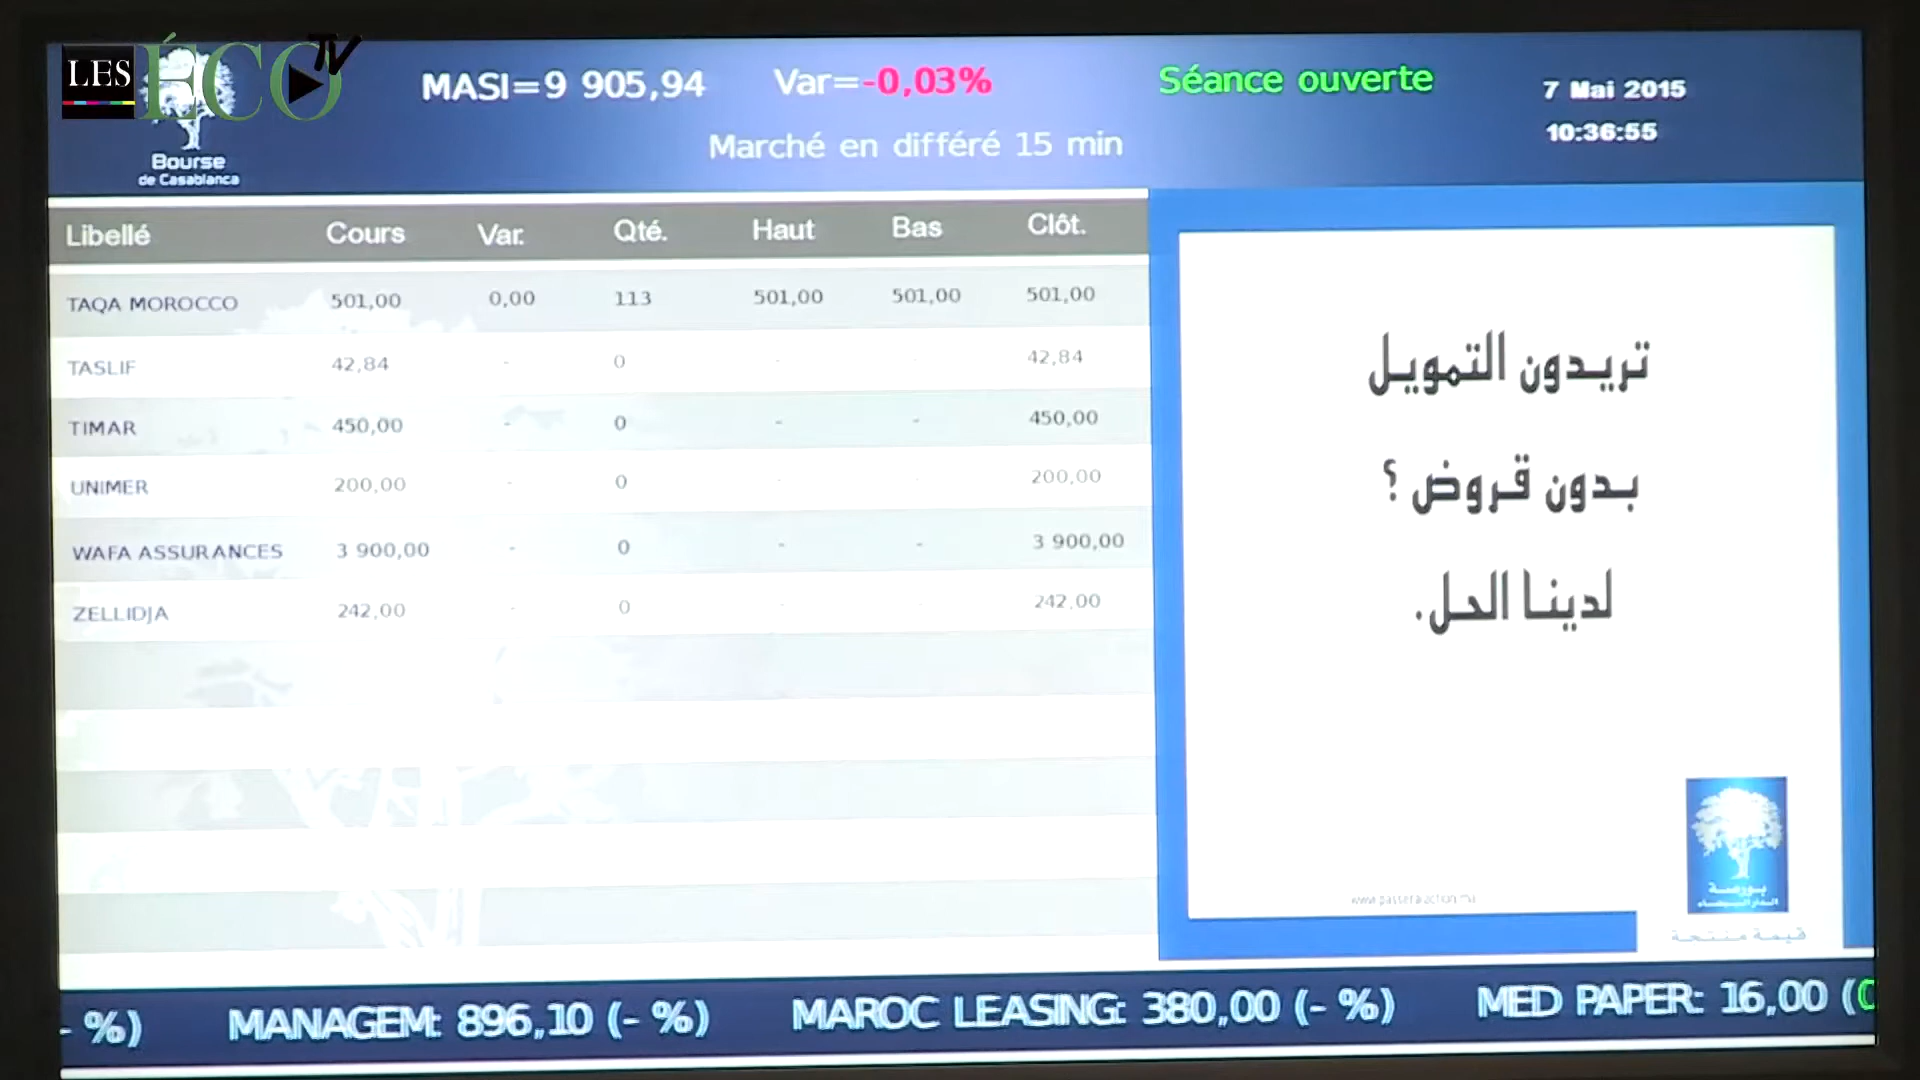 LES ÉCO TV
Bourse
de Casablanca
MASI=9 905,94
Var=-0,03%
Séance ouverte
7 Mai 2015
10:36:55
Marché en différé 15 min
Libellé Cours Var. Qté. Haut Bas Clôt.
TAQA MOROCCO 501,00 0,00 113 501,00 501,00 501,00
TASLIF 42,84 - 0 - - 42,84
TIMAR 450,00 - 0 - - 450,00
UNIMER 200,00 - 0 - - 200,00
WAFA ASSURANCES 3 900,00 - 0 - - 3 900,00
ZELLIDJA 242,00 - 0 - - 242,00
تريدون التمويل
بدون قروض ؟
لدينا الحل.
بورصة
الدار البيضاء
- %) MANAGEM: 896,10 (- %) MAROC LEASING: 380,00 (- %) MED PAPER: 16,00 (0